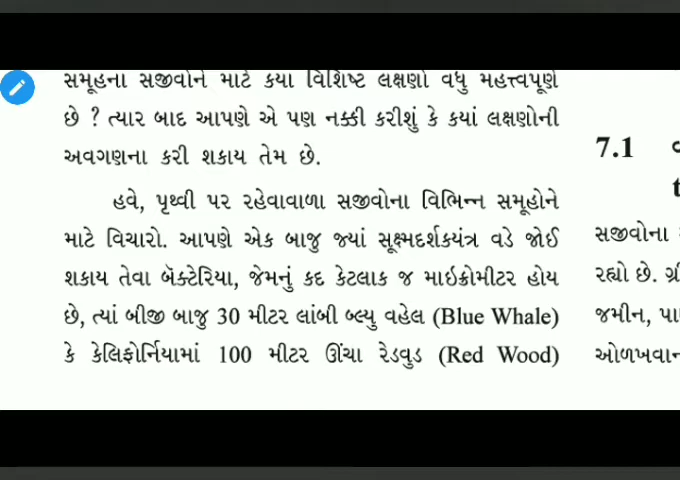 સમૂહના સજીવોને માટે કયા વિશિષ્ટ લક્ષણો વધુ મહત્ત્વપૂર્ણ
છે ? ત્યાર બાદ આપણે એ પણ નક્કી કરીશું કે કયાં લક્ષણોની
અવગણના કરી શકાય તેમ છે.
હવે, પૃથ્વી પર રહેવાવાળા સજીવોના વિભિન્ન સમૂહોને
માટે વિચારો. આપણે એક બાજુ જ્યાં સૂક્ષ્મદર્શકયંત્ર વડે જોઈ
શકાય તેવા બૅક્ટેરિયા, જેમનું કદ કેટલાક જ માઇક્રોમીટર હોય
છે, ત્યાં બીજી બાજુ 30 મીટર લાંબી બ્લ્યુ વહેલ (Blue Whale)
કે કેલિફોર્નિયામાં 100 મીટર ઊંચા રેડવુડ (Red Wood)
7.1
સજીવોના
રહ્યો છે.
જમીન,